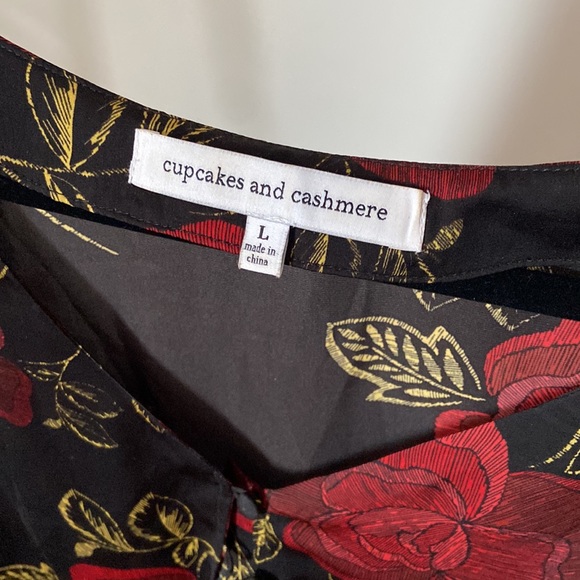 cupcakes and cashmere
L
made in
china